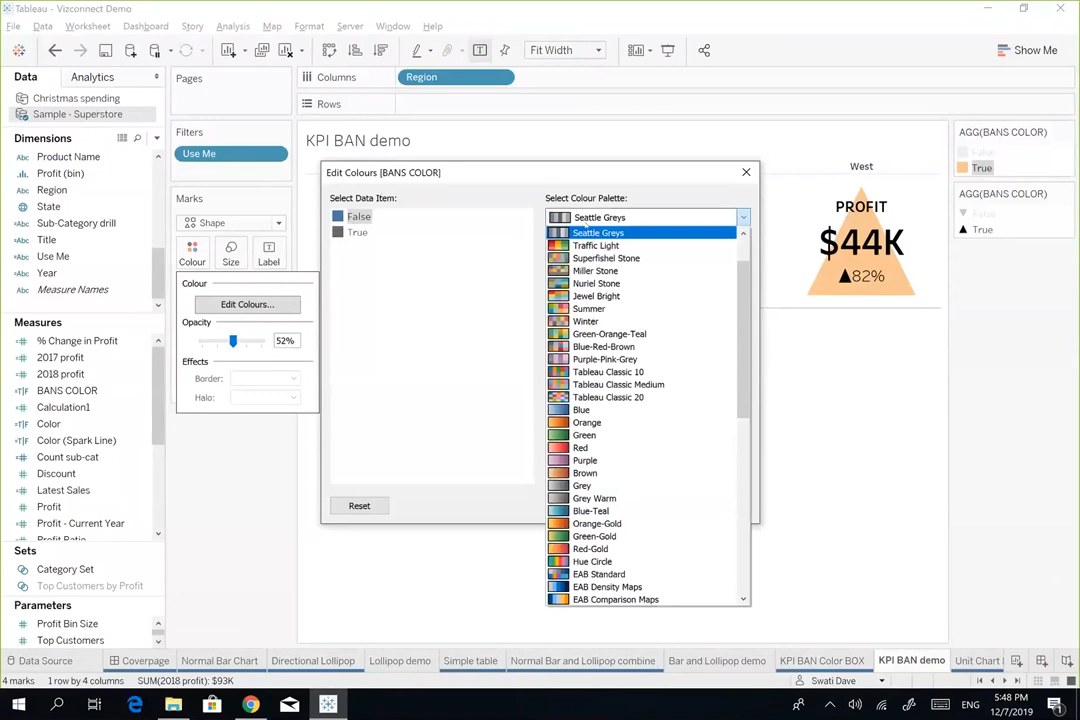 Tableau - Vizconnect Demo
File Data Worksheet Dashboard Story Analysis Map Format Server Window Help
Fit Width
Show Me
Data Analytics
Christmas spending
Sample - Superstore
Dimensions
Abc Product Name
Profit (bin)
Abc Region
State
Abc Sub-Category drill
Abc Title
Abc Use Me
Abc Year
Abc Measure Names
Measures
% Change in Profit
2017 profit
2018 profit
BANS COLOR
Calculation1
Color
Color (Spark Line)
Count sub-cat
Discount
Latest Sales
Profit
Profit - Current Year
Profit Ratio
Sets
Category Set
Top Customers by Profit
Parameters
Profit Bin Size
Top Customers
Pages
Filters
Use Me
Marks
Shape
Colour Size Label
Colour
Edit Colours...
Opacity
52%
Effects
Border:
Halo:
Columns Region
Rows
KPI BAN demo
Edit Colours [BANS COLOR]
Select Data Item:
False
True
Reset
Select Colour Palette:
Seattle Greys
Seattle Greys
Traffic Light
Superfishel Stone
Miller Stone
Nuriel Stone
Jewel Bright
Summer
Winter
Green-Orange-Teal
Blue-Red-Brown
Purple-Pink-Grey
Tableau Classic 10
Tableau Classic Medium
Tableau Classic 20
Blue
Orange
Green
Red
Purple
Brown
Grey
Grey Warm
Blue-Teal
Orange-Gold
Green-Gold
Red-Gold
Hue Circle
EAB Standard
EAB Density Maps
EAB Comparison Maps
West
PROFIT
$44K
▲82%
AGG(BANS COLOR)
False
True
AGG(BANS COLOR)
False
True
Data Source Coverpage Normal Bar Chart Directional Lollipop Lollipop demo Simple table Normal Bar and Lollipop combine Bar and Lollipop demo KPI BAN Color BOX KPI BAN demo Unit Chart
4 marks 1 row by 4 columns SUM(2018 profit): $93K
Swati Dave
ENG
5:48 PM
12/7/2019